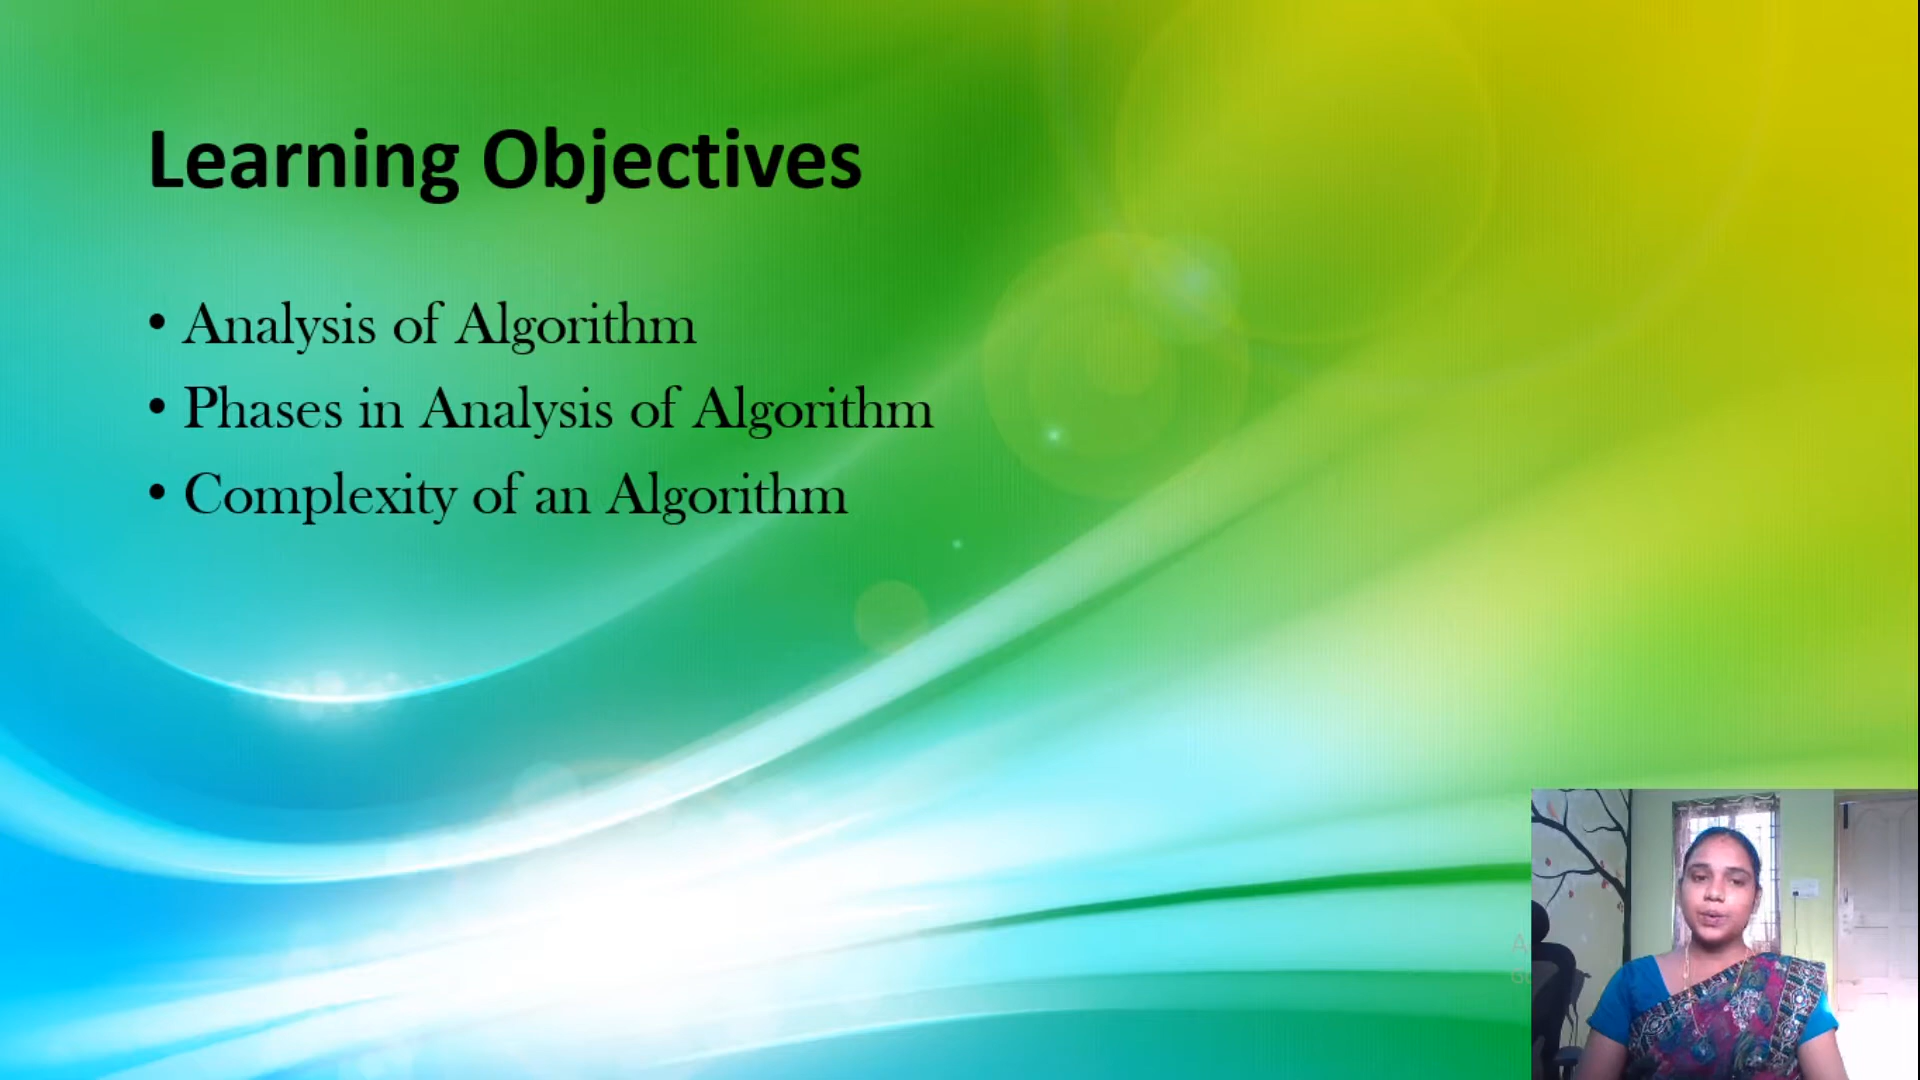 Learning Objectives
• Analysis of Algorithm
• Phases in Analysis of Algorithm
• Complexity of an Algorithm